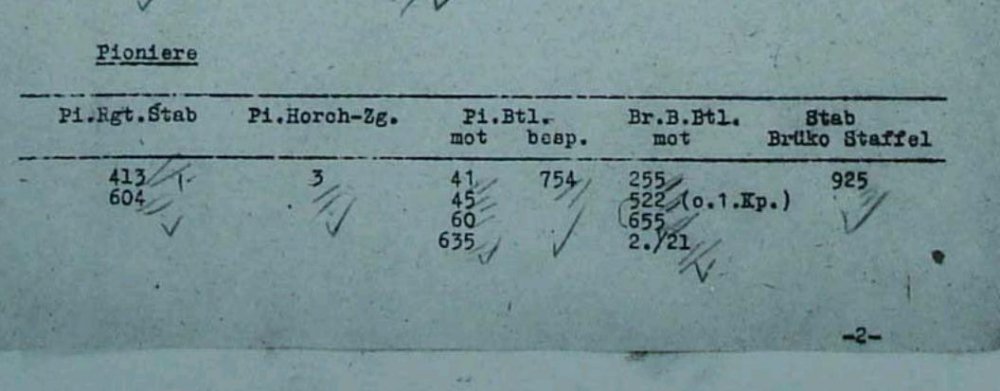 Pioniere
Pi.Rgt.Stab Pi.Horch-Zg. Pi.Btl. Br.B.Btl. Stab
mot besp. mot Brüko Staffel
413 3 41 754 255 925
604 45 522 (o.1.Kp.)
60 655
635 2./21
-2-